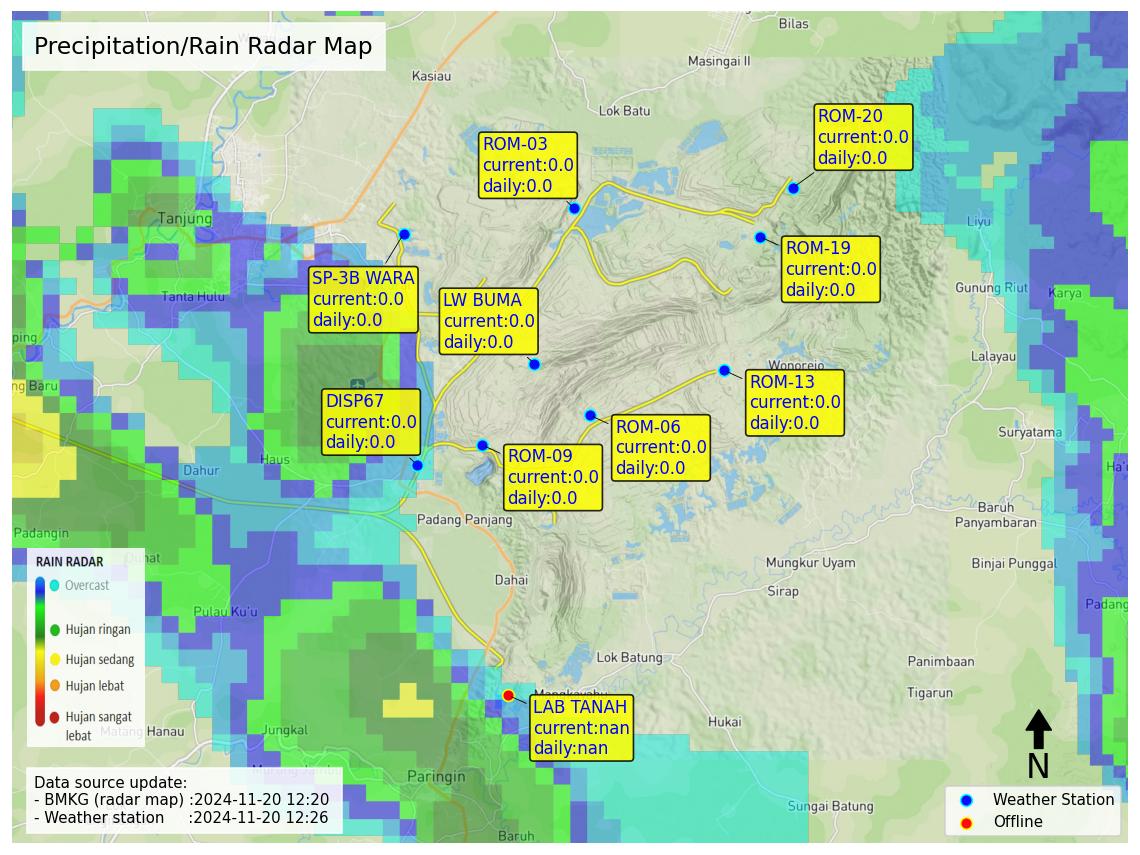 Precipitation/Rain Radar Map
Bilas
Masingai II
Kasiau
Lok Batu
ROM-20
current:0.0
daily:0.0
ROM-03
current:0.0
daily:0.0
Tanjung
Liyu
ROM-19
current:0.0
daily:0.0
SP-3B WARA
current:0.0
daily:0.0
LW BUMA
current:0.0
daily:0.0
Tanta Hulu
Gunung Riut
Karya
ping
Lalayau
Wonorejo
ng Baru
ROM-13
current:0.0
daily:0.0
DISP67
current:0.0
daily:0.0
ROM-06
current:0.0
daily:0.0
Suryatama
ROM-09
current:0.0
daily:0.0
Haus
Dahur
Ha'u
Padang Panjang
Baruh
Panyambaran
Padangin
Mungkur Uyam
Binjai Punggal
Dahai
Sirap
Padang
Pulau Ku'u
RAIN RADAR
Overcast
Hujan ringan
Hujan sedang
Hujan lebat
Hujan sangat
lebat
Lok Batung
Panimbaan
Tigarun
LAB TANAH
current:nan
daily:nan
Hukai
Manau
Jungkal
N
Paringin
Sungai Batung
Baruh
Data source update:
- BMKG (radar map) :2024-11-20 12:20
- Weather station :2024-11-20 12:26
Weather Station
Offline